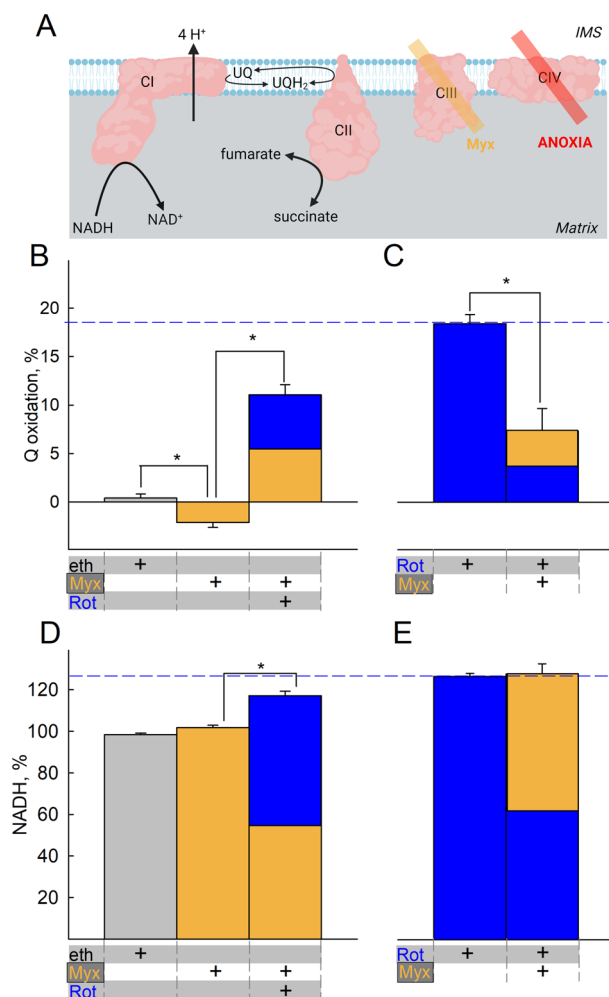 A
4 H⁺
IMS
CI
UQ
UQH₂
CII
CIII
CIV
Myx
ANOXIA
fumarate
succinate
NADH
NAD⁺
Matrix
B
C
Q oxidation, %
20
15
10
5
0
*
*
*
eth +
Myx + +
Rot +
Rot + +
Myx +
D
E
NADH, %
120
100
80
60
40
20
*
eth +
Myx + +
Rot +
Rot + +
Myx +